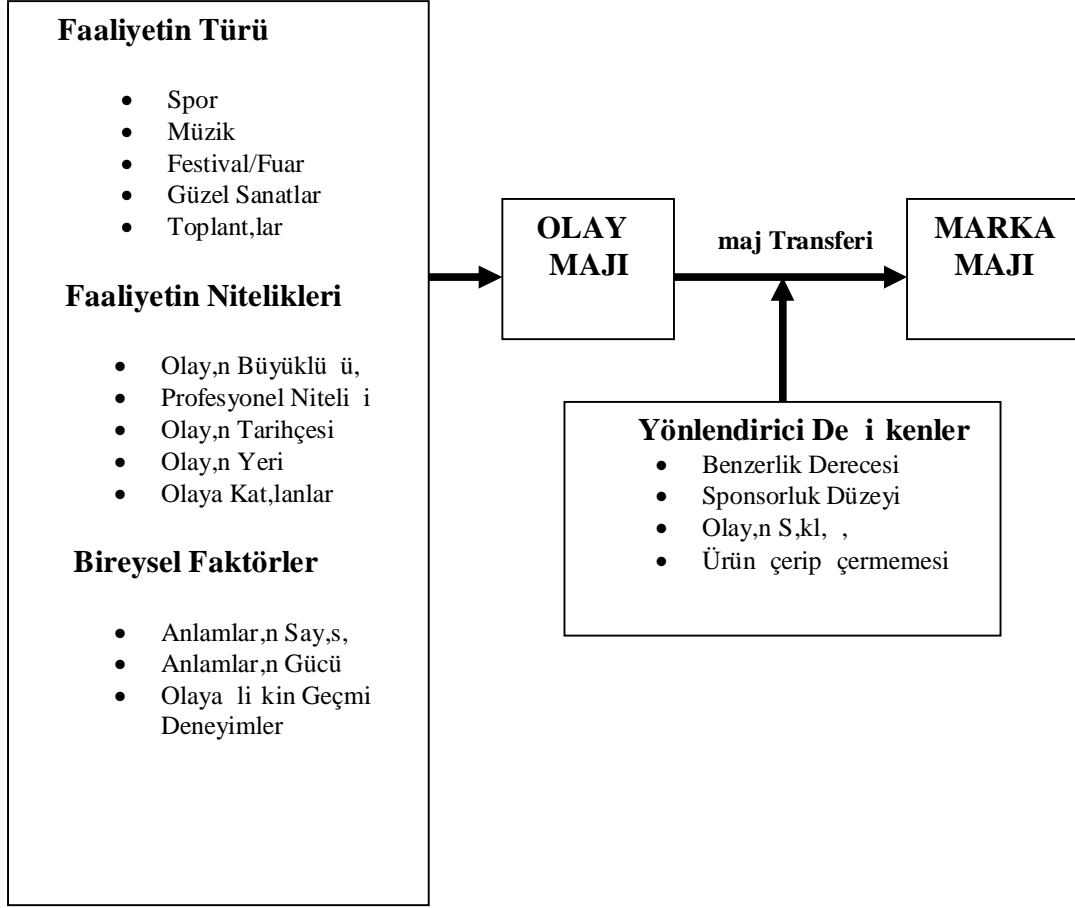 Faaliyetin Türü
• Spor
• Müzik
• Festival/Fuar
• Güzel Sanatlar
• Toplant,lar
Faaliyetin Nitelikleri
• Olay,n Büyüklü ü,
• Profesyonel Niteli i
• Olay,n Tarihçesi
• Olay,n Yeri
• Olaya Kat,lanlar
Bireysel Faktörler
• Anlamlar,n Say,s,
• Anlamlar,n Gücü
• Olaya li kin Geçmi
Deneyimler
OLAY
MAJI
maj Transferi
MARKA
MAJI
Yönlendirici De i kenler
• Benzerlik Derecesi
• Sponsorluk Düzeyi
• Olay,n S,kl, ,
• Ürün çerip çermemesi